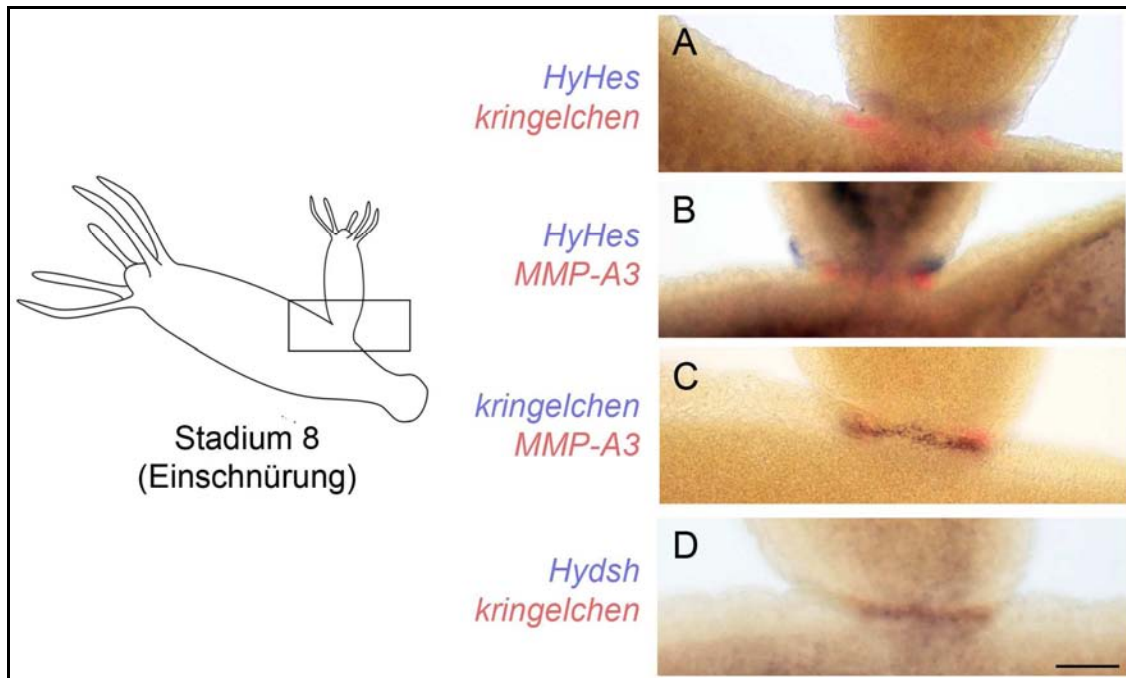 Stadium 8
(Einschnürung)
HyHes
kringelchen
A
HyHes
MMP-A3
B
kringelchen
MMP-A3
C
Hydsh
kringelchen
D